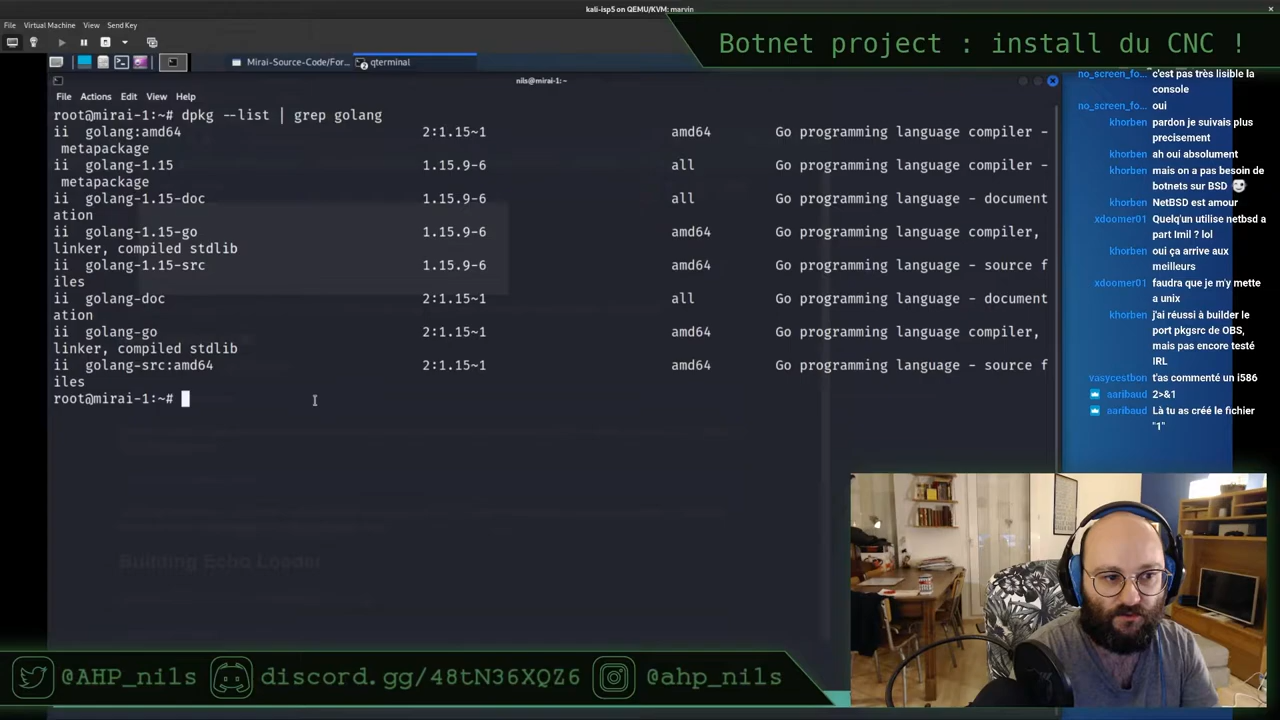 kali-isp5 on QEMU/KVM: marvin
File Virtual Machine View Send Key
Botnet project : install du CNC !
Mirai-Source-Code/For...
qterminal
nils@mirai-1: ~
File Actions Edit View Help
root@mirai-1:~# dpkg --list | grep golang
ii golang:amd64 2:1.15~1 amd64 Go programming language compiler -
metapackage
ii golang-1.15 1.15.9-6 all Go programming language compiler -
metapackage
ii golang-1.15-doc 1.15.9-6 all Go programming language - document
ation
ii golang-1.15-go 1.15.9-6 amd64 Go programming language compiler,
linker, compiled stdlib
ii golang-1.15-src 1.15.9-6 amd64 Go programming language - source f
iles
ii golang-doc 2:1.15~1 all Go programming language - document
ation
ii golang-go 2:1.15~1 amd64 Go programming language compiler,
linker, compiled stdlib
ii golang-src:amd64 2:1.15~1 amd64 Go programming language - source f
iles
root@mirai-1:~#
Building Echo Loader
no_screen_fo... c'est pas très lisible la
console
no_screen_fo... oui
khorben pardon je suivais plus
precisement
khorben ah oui absolument
khorben mais on a pas besoin de
botnets sur BSD
khorben NetBSD est amour
xdoomer01 Quelq'un utilise netbsd a
part Imil ? lol
khorben oui ça arrive aux
meilleurs
xdoomer01 faudra que je m'y mette
a unix
khorben j'ai réussi à builder le
port pkgsrc de OBS,
mais pas encore testé
IRL
vasycestbon t'as commenté un i586
aaribaud 2>&1
aaribaud Là tu as créé le fichier
"1"
@AHP_nils discord.gg/48tN36XQZ6 @ahp_nils